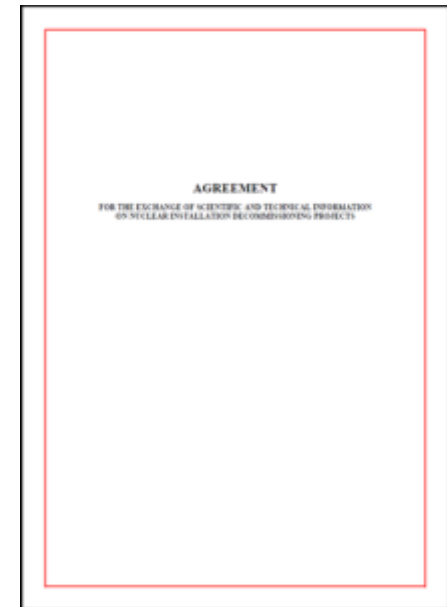 AGREEMENT
FOR THE EXCHANGE OF SCIENTIFIC AND TECHNICAL INFORMATION
ON NUCLEAR INSTALLATION DECOMMISSIONING PROJECTS